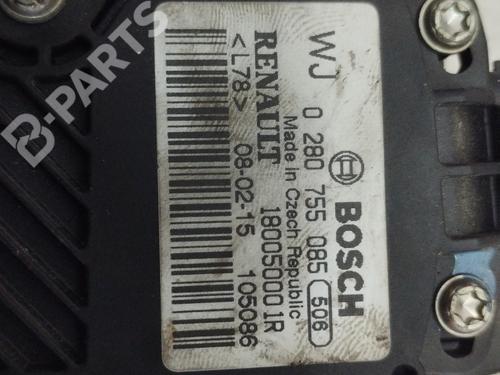 WJ BOSCH
0 280 755 085 506
Made in Czech Republic
RENAULT 180050001R
<L78> 08-02-15 105086
B-PARTS